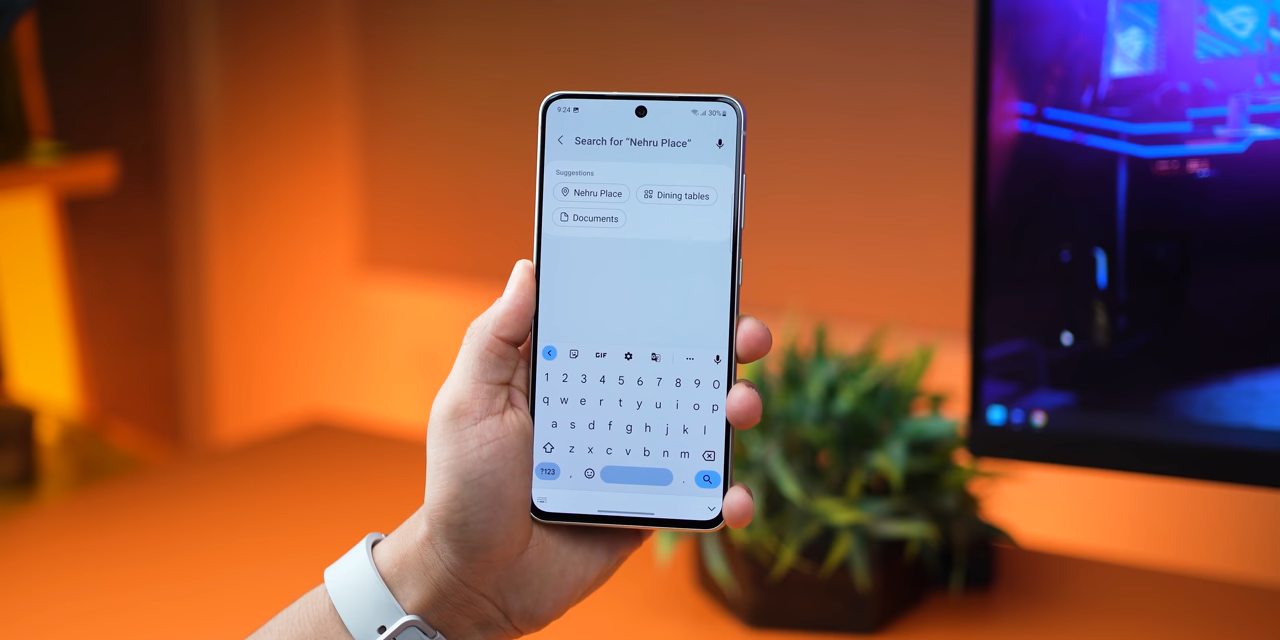 9:24 30%
Search for “Nehru Place”
Suggestions
Nehru Place Dining tables
Documents
GIF
1 2 3 4 5 6 7 8 9 0
q w e r t y u i o p
a s d f g h j k l
z x c v b n m
?123 , .